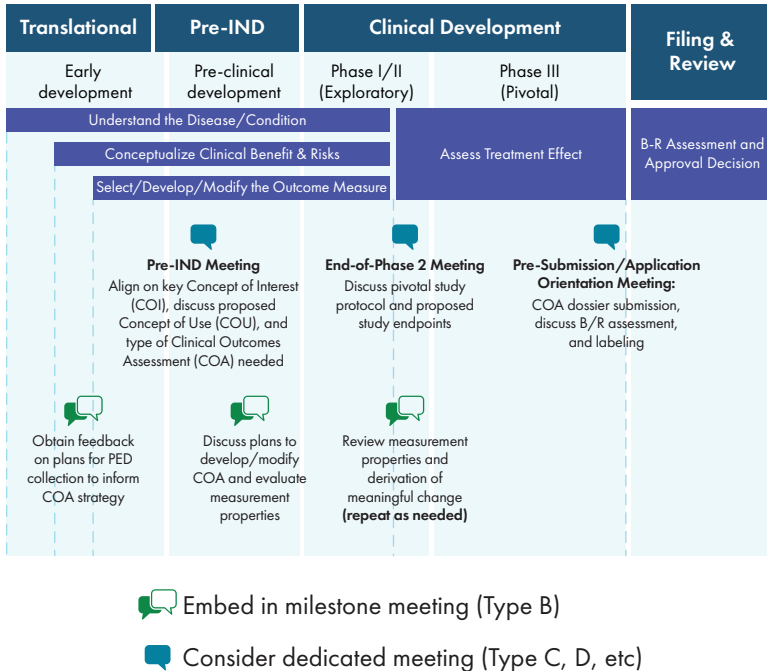 Translational
Pre-IND
Clinical Development
Filing &
Review
Early
development
Pre-clinical
development
Phase I/II
(Exploratory)
Phase III
(Pivotal)
Understand the Disease/Condition
Conceptualize Clinical Benefit & Risks
Select/Develop/Modify the Outcome Measure
Assess Treatment Effect
B-R Assessment and
Approval Decision
Pre-IND Meeting
Align on key Concept of Interest
(COI), discuss proposed
Concept of Use (COU), and
type of Clinical Outcomes
Assessment (COA) needed
End-of-Phase 2 Meeting
Discuss pivotal study
protocol and proposed
study endpoints
Pre-Submission/Application
Orientation Meeting:
COA dossier submission,
discuss B/R assessment,
and labeling
Obtain feedback
on plans for PED
collection to inform
COA strategy
Discuss plans to
develop/modify
COA and evaluate
measurement
properties
Review measurement
properties and
derivation of
meaningful change
(repeat as needed)
Embed in milestone meeting (Type B)
Consider dedicated meeting (Type C, D, etc)